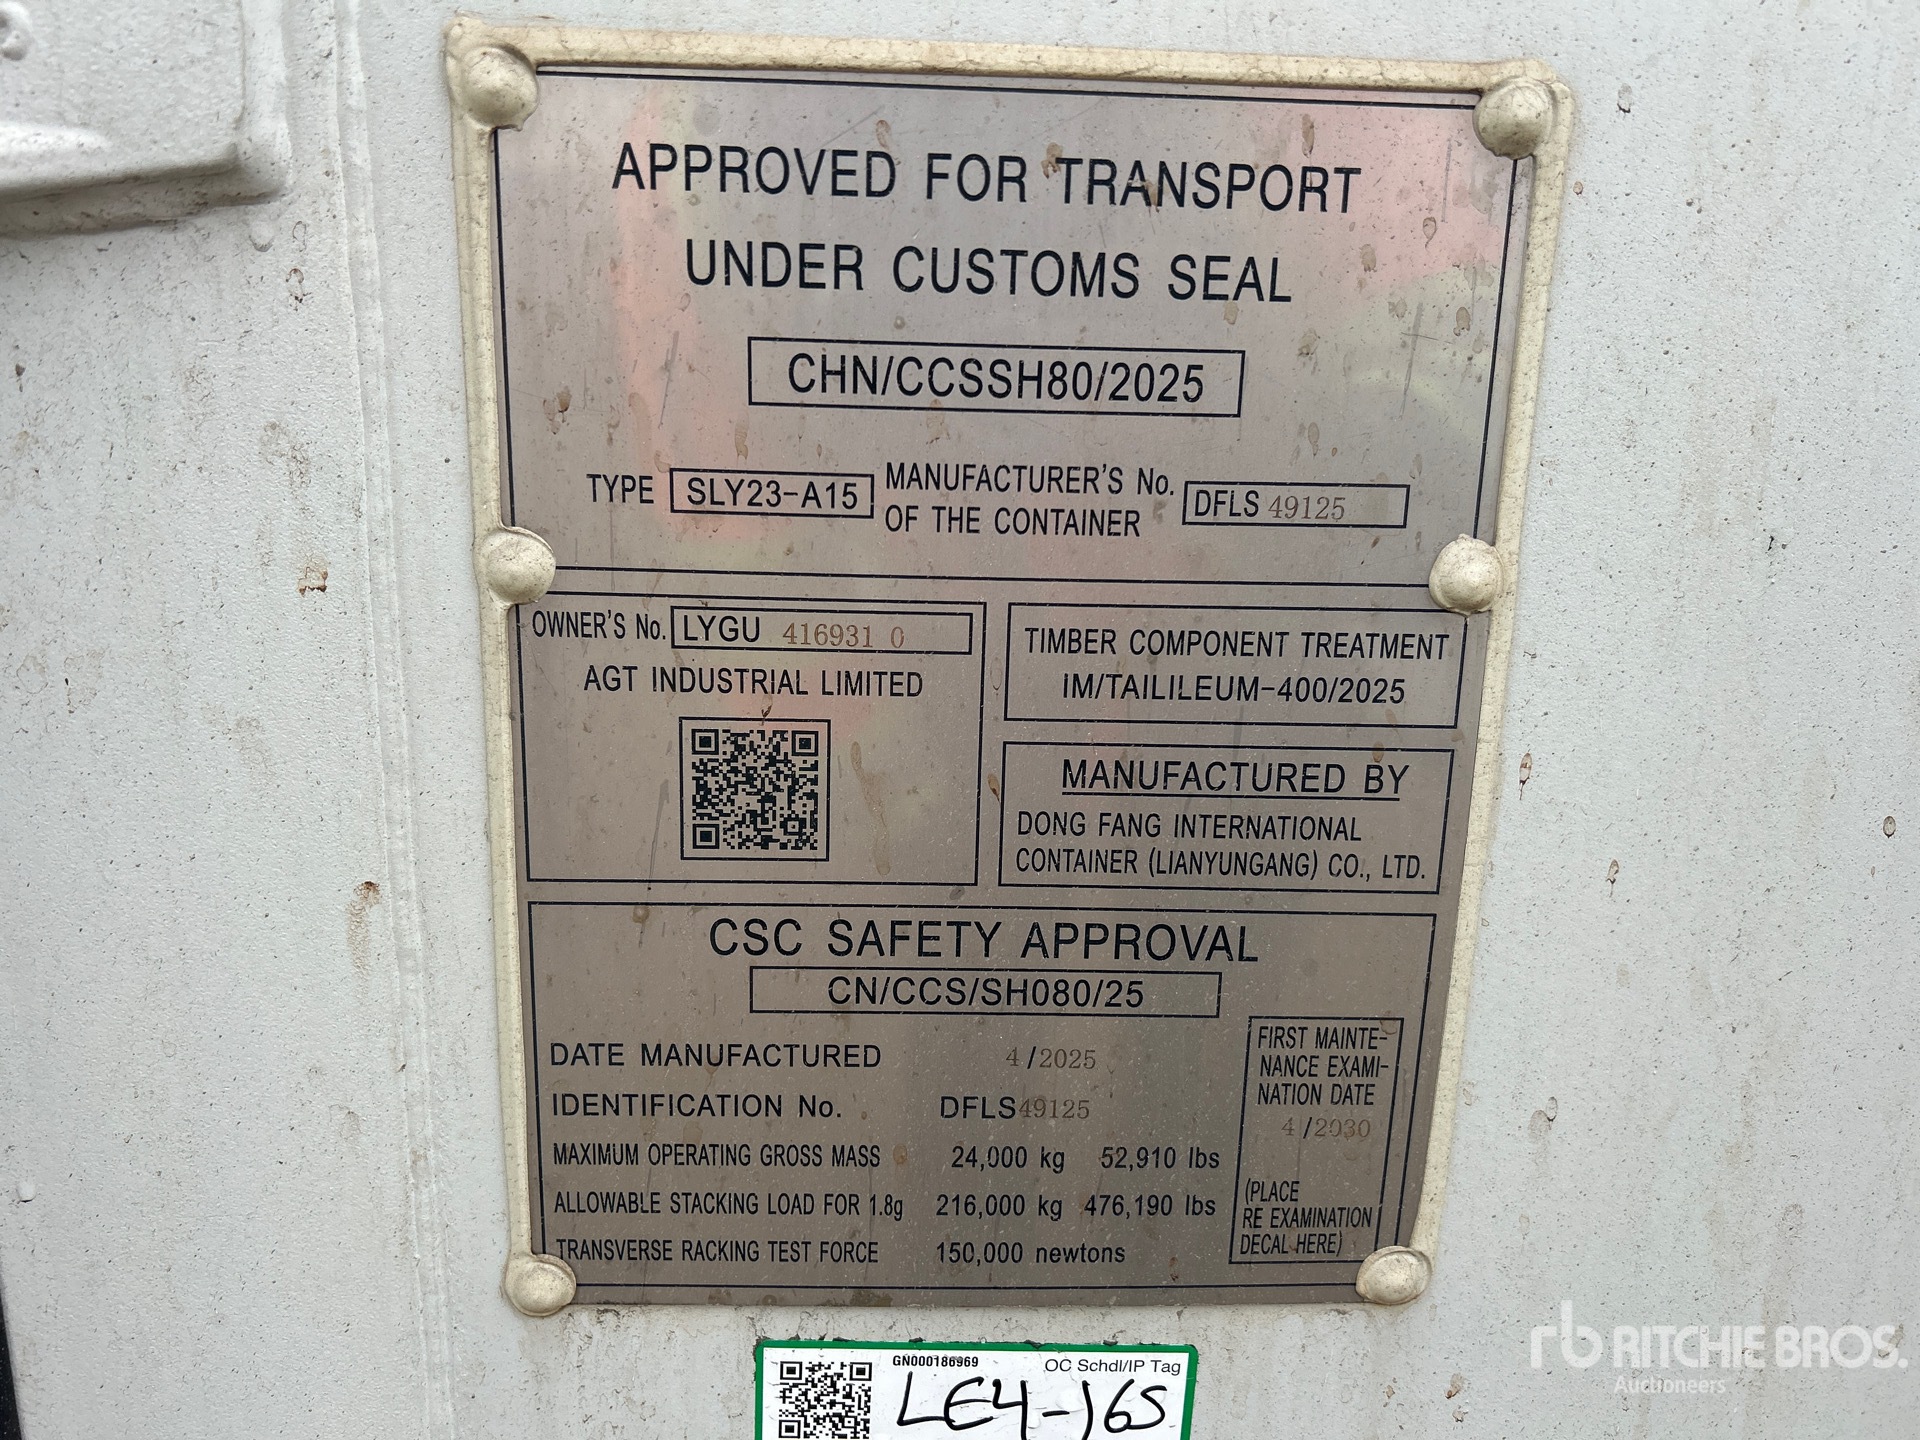 APPROVED FOR TRANSPORT
UNDER CUSTOMS SEAL
CHN/CCSSH80/2025
TYPE SLY23-A15 MANUFACTURER'S No. OF THE CONTAINER DFLS 49125
OWNER'S No. LYGU 416931 0
AGT INDUSTRIAL LIMITED
TIMBER COMPONENT TREATMENT
IM/TAILILEUM-400/2025
MANUFACTURED BY
DONG FANG INTERNATIONAL
CONTAINER (LIANYUNGANG) CO., LTD.
CSC SAFETY APPROVAL
CN/CCS/SH080/25
DATE MANUFACTURED 4/2025
IDENTIFICATION No. DFLS49125
MAXIMUM OPERATING GROSS MASS 24,000 kg 52,910 lbs
ALLOWABLE STACKING LOAD FOR 1.8g 216,000 kg 476,190 lbs
TRANSVERSE RACKING TEST FORCE 150,000 newtons
FIRST MAINTE-
NANCE EXAMI-
NATION DATE
4/2030
(PLACE
RE EXAMINATION
DECAL HERE)
GN000186969 OC Schdl/IP Tag
LE4-165
rb RITCHIE BROS.
Auctioneers